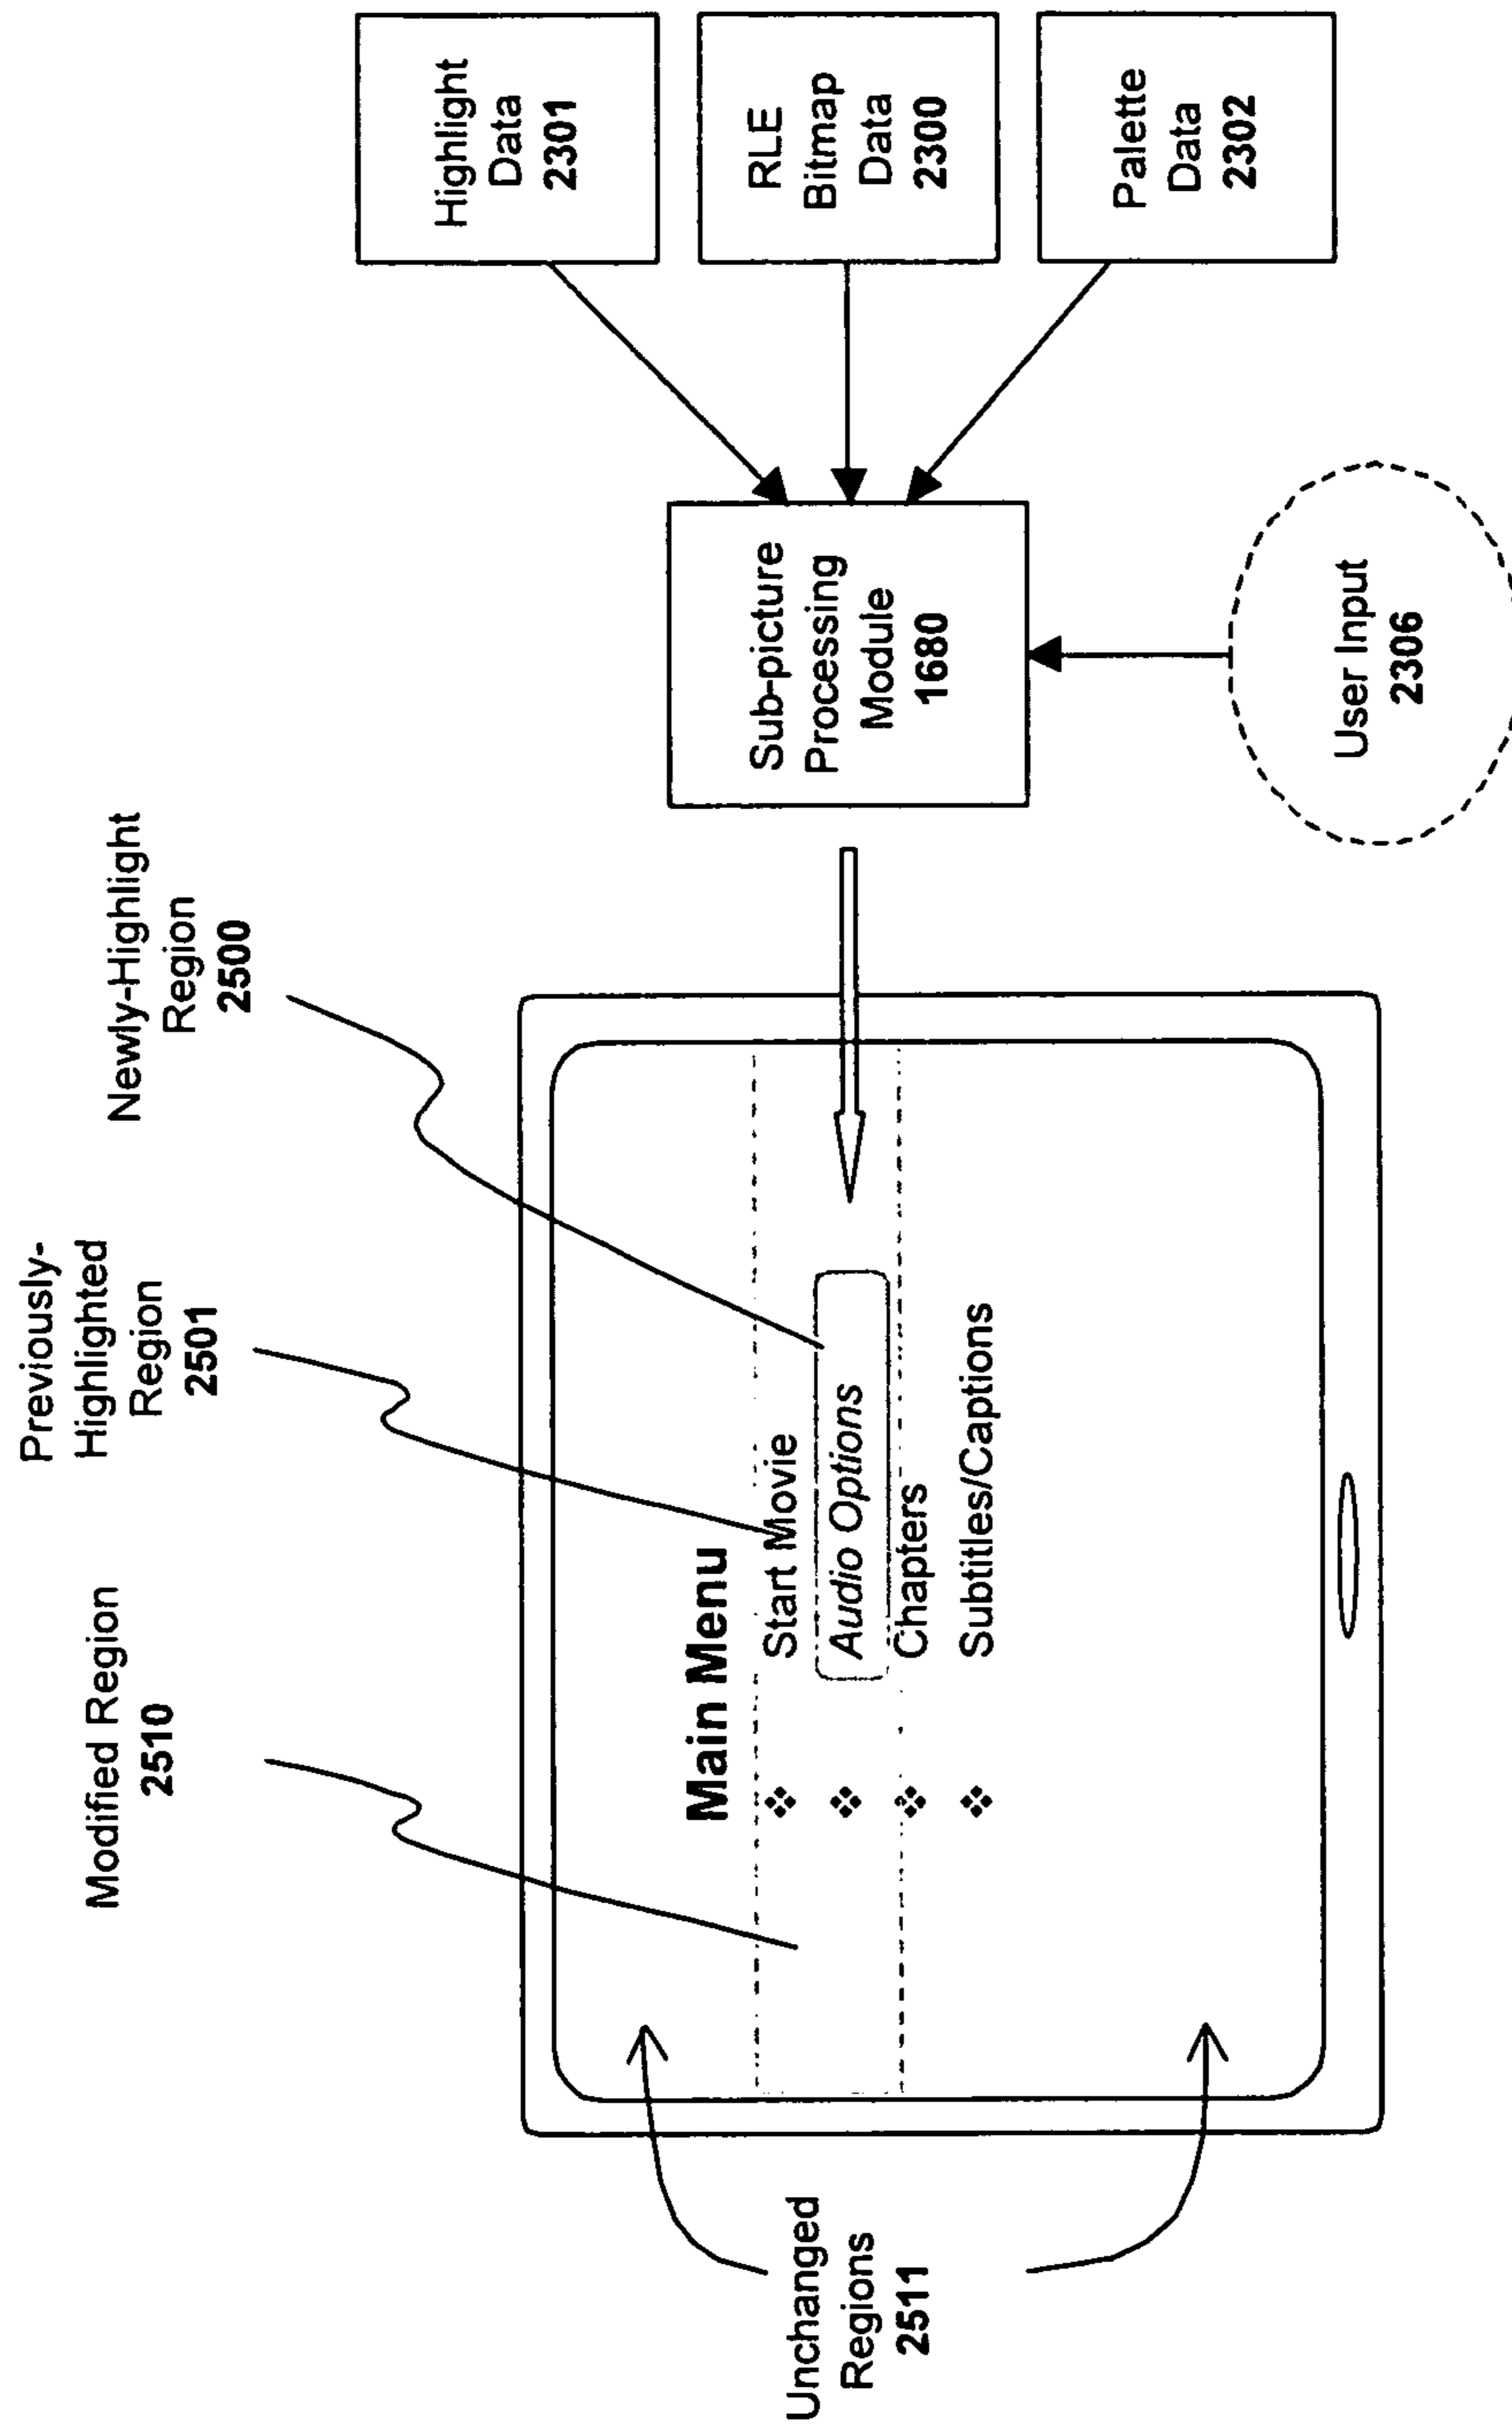 Unchanged
Regions
2511
Modified Region
2510
Previously-
Highlighted
Region
2501
Newly-Highlight
Region
2500
Main Menu
❖ Start Movie
❖ Audio Options
❖ Chapters
❖ Subtitles/Captions
Sub-picture
Processing
Module
1680
User Input
2306
Highlight
Data
2301
RLE
Bitmap
Data
2300
Palette
Data
2302